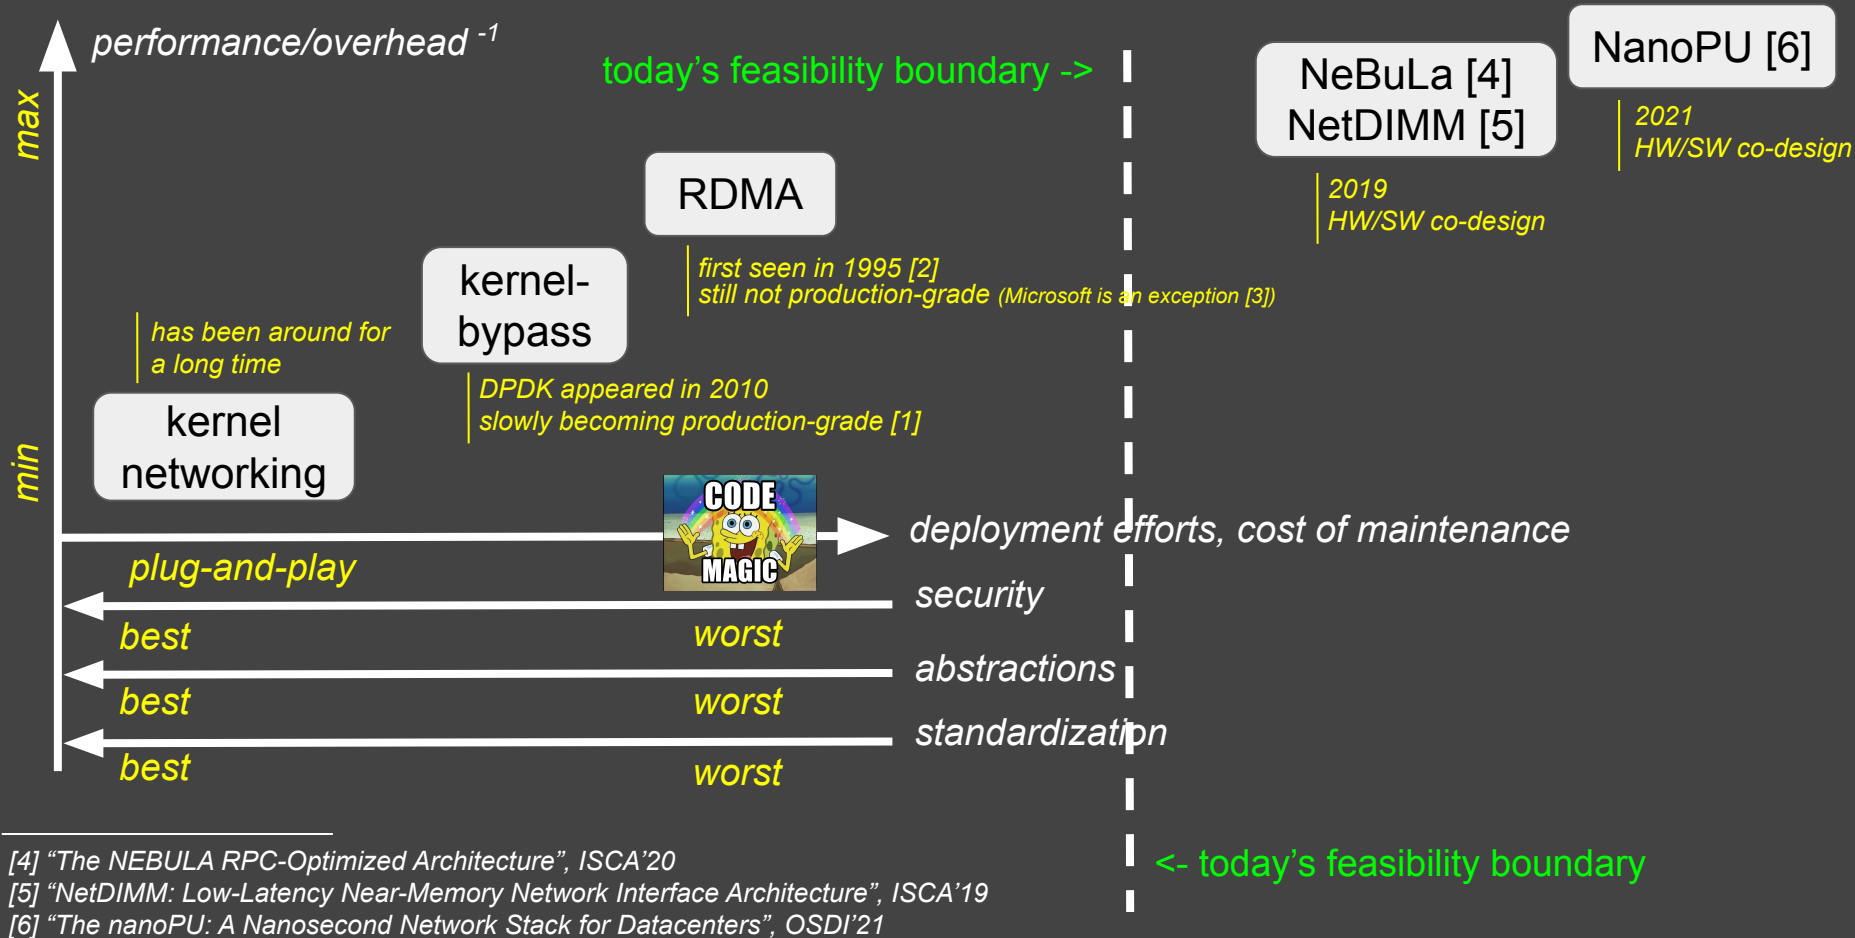 performance/overhead -1
max
min
today's feasibility boundary ->
NanoPU [6]
2021
HW/SW co-design
NeBuLa [4]
NetDIMM [5]
2019
HW/SW co-design
RDMA
first seen in 1995 [2]
still not production-grade (Microsoft is an exception [3])
kernel-
bypass
DPDK appeared in 2010
slowly becoming production-grade [1]
has been around for
a long time
kernel
networking
CODE
MAGIC
plug-and-play
deployment efforts, cost of maintenance
security
best
worst
abstractions
best
worst
standardization
best
worst
<- today's feasibility boundary
[4] “The NEBULA RPC-Optimized Architecture”, ISCA’20
[5] “NetDIMM: Low-Latency Near-Memory Network Interface Architecture”, ISCA’19
[6] “The nanoPU: A Nanosecond Network Stack for Datacenters”, OSDI’21